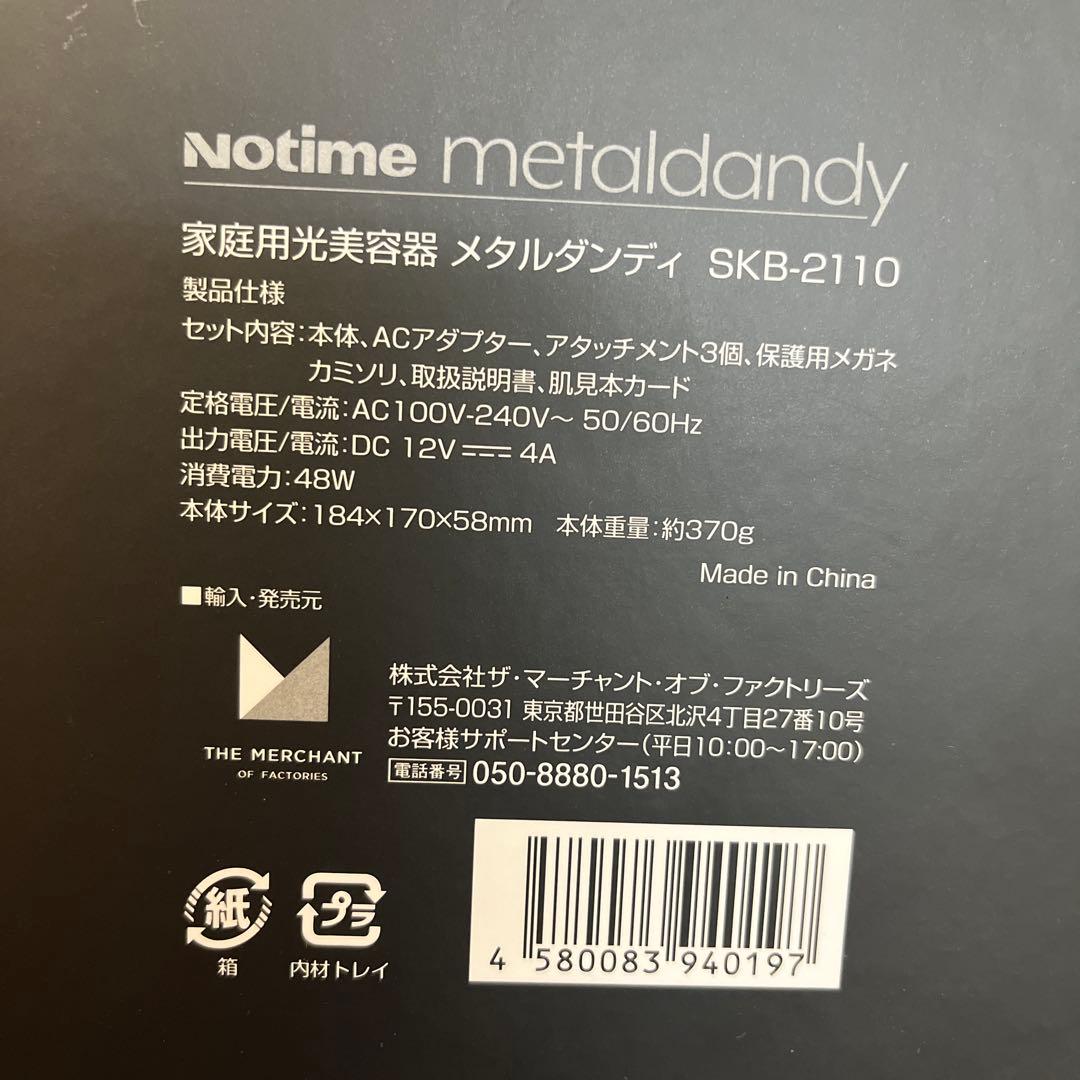 Notime metaldandy
家庭用光美容器 メタルダンディ SKB-2110
製品仕様
セット内容:本体、ACアダプター、アタッチメント3個、保護用メガネ
カミソリ、取扱説明書、肌見本カード
定格電圧/電流:AC100V-240V～ 50/60Hz
出力電圧/電流:DC 12V⎓4A
消費電力:48W
本体サイズ:184×170×58mm 本体重量:約370g
Made in China
■輸入・発売元
株式会社ザ・マーチャント・オブ・ファクトリーズ
〒155-0031 東京都世田谷区北沢4丁目27番10号
お客様サポートセンター(平日10:00～17:00)
電話番号 050-8880-1513
THE MERCHANT
OF FACTORIES
紙
箱
プラ
内材トレイ
4 580083 940197